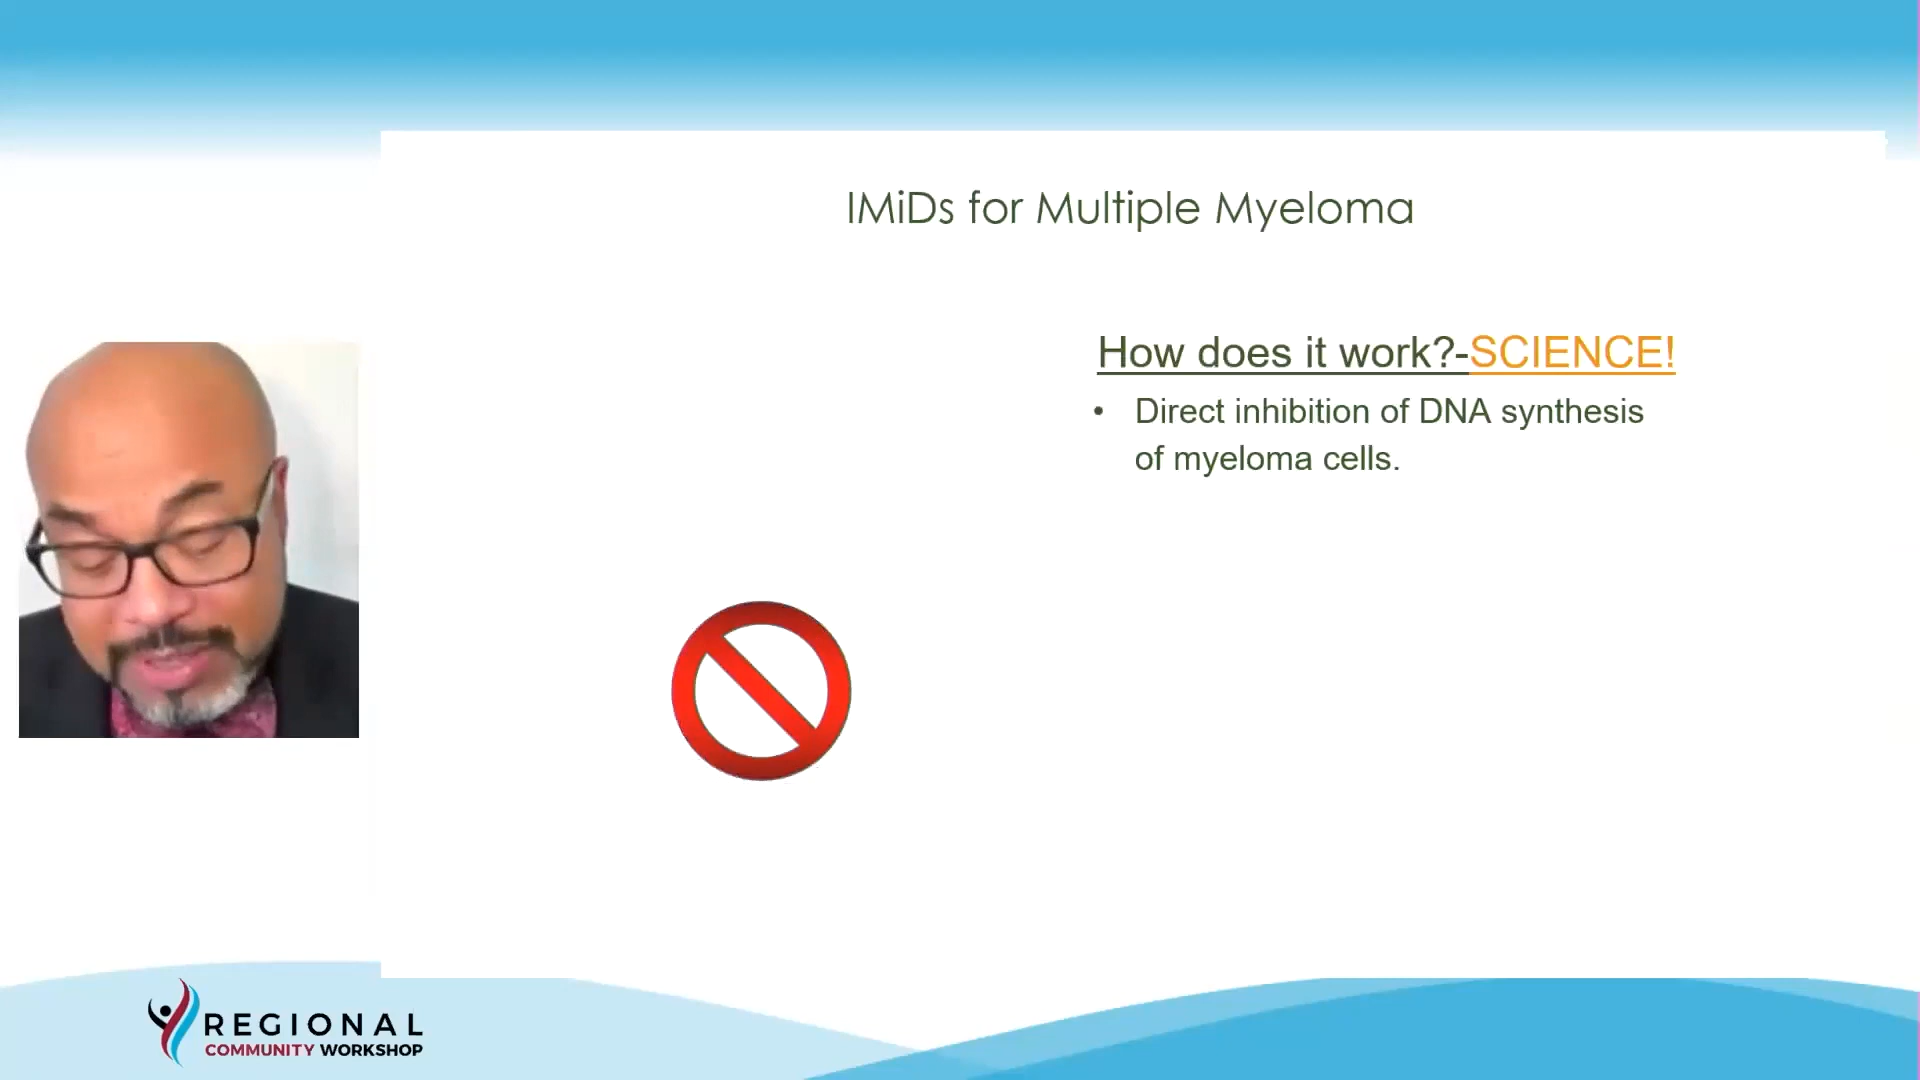 IMiDs for Multiple Myeloma
How does it work?-SCIENCE!
• Direct inhibition of DNA synthesis
of myeloma cells.
REGIONAL
COMMUNITY WORKSHOP